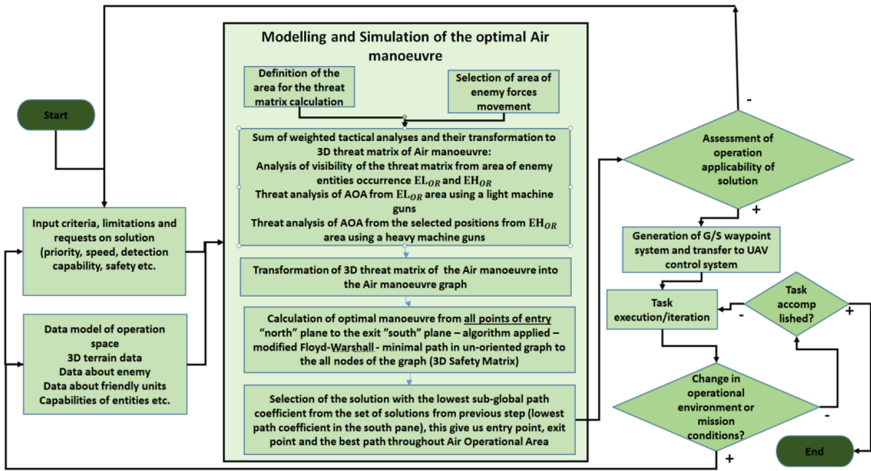 Modelling and Simulation of the optimal Air
manoeuvre
Definition of the
area for the threat
matrix calculation
Selection of area of
enemy forces
movement
Start
Sum of weighted tactical analyses and their transformation to
3D threat matrix of Air manoeuvre:
Analysis of visibility of the threat matrix from area of enemy
entities occurrence EL_OR and EH_OR
Threat analysis of AOA from EL_OR area using a light machine
guns
Threat analysis of AOA from the selected positions from EH_OR
area using a heavy machine guns
Input criteria, limitations and
requests on solution
(priority, speed, detection
capability, safety etc.
Transformation of 3D threat matrix of the Air manoeuvre into
the Air manoeuvre graph
Data model of operation
space
3D terrain data
Data about enemy
Data about friendly units
Capabilities of entities etc.
Calculation of optimal manoeuvre from all points of entry
“north” plane to the exit “south” plane – algorithm applied –
modified Floyd-Warshall - minimal path in un-oriented graph to
the all nodes of the graph (3D Safety Matrix)
Selection of the solution with the lowest sub-global path
coefficient from the set of solutions from previous step (lowest
path coefficient in the south pane), this give us entry point, exit
point and the best path throughout Air Operational Area
-
Assessment of
operation
applicability of
solution
+
Generation of G/S waypoint
system and transfer to UAV
control system
Task
execution/iteration
Task
accomp
lished?
-
+
Change in
operational
environment or
mission
conditions?
-
+
End